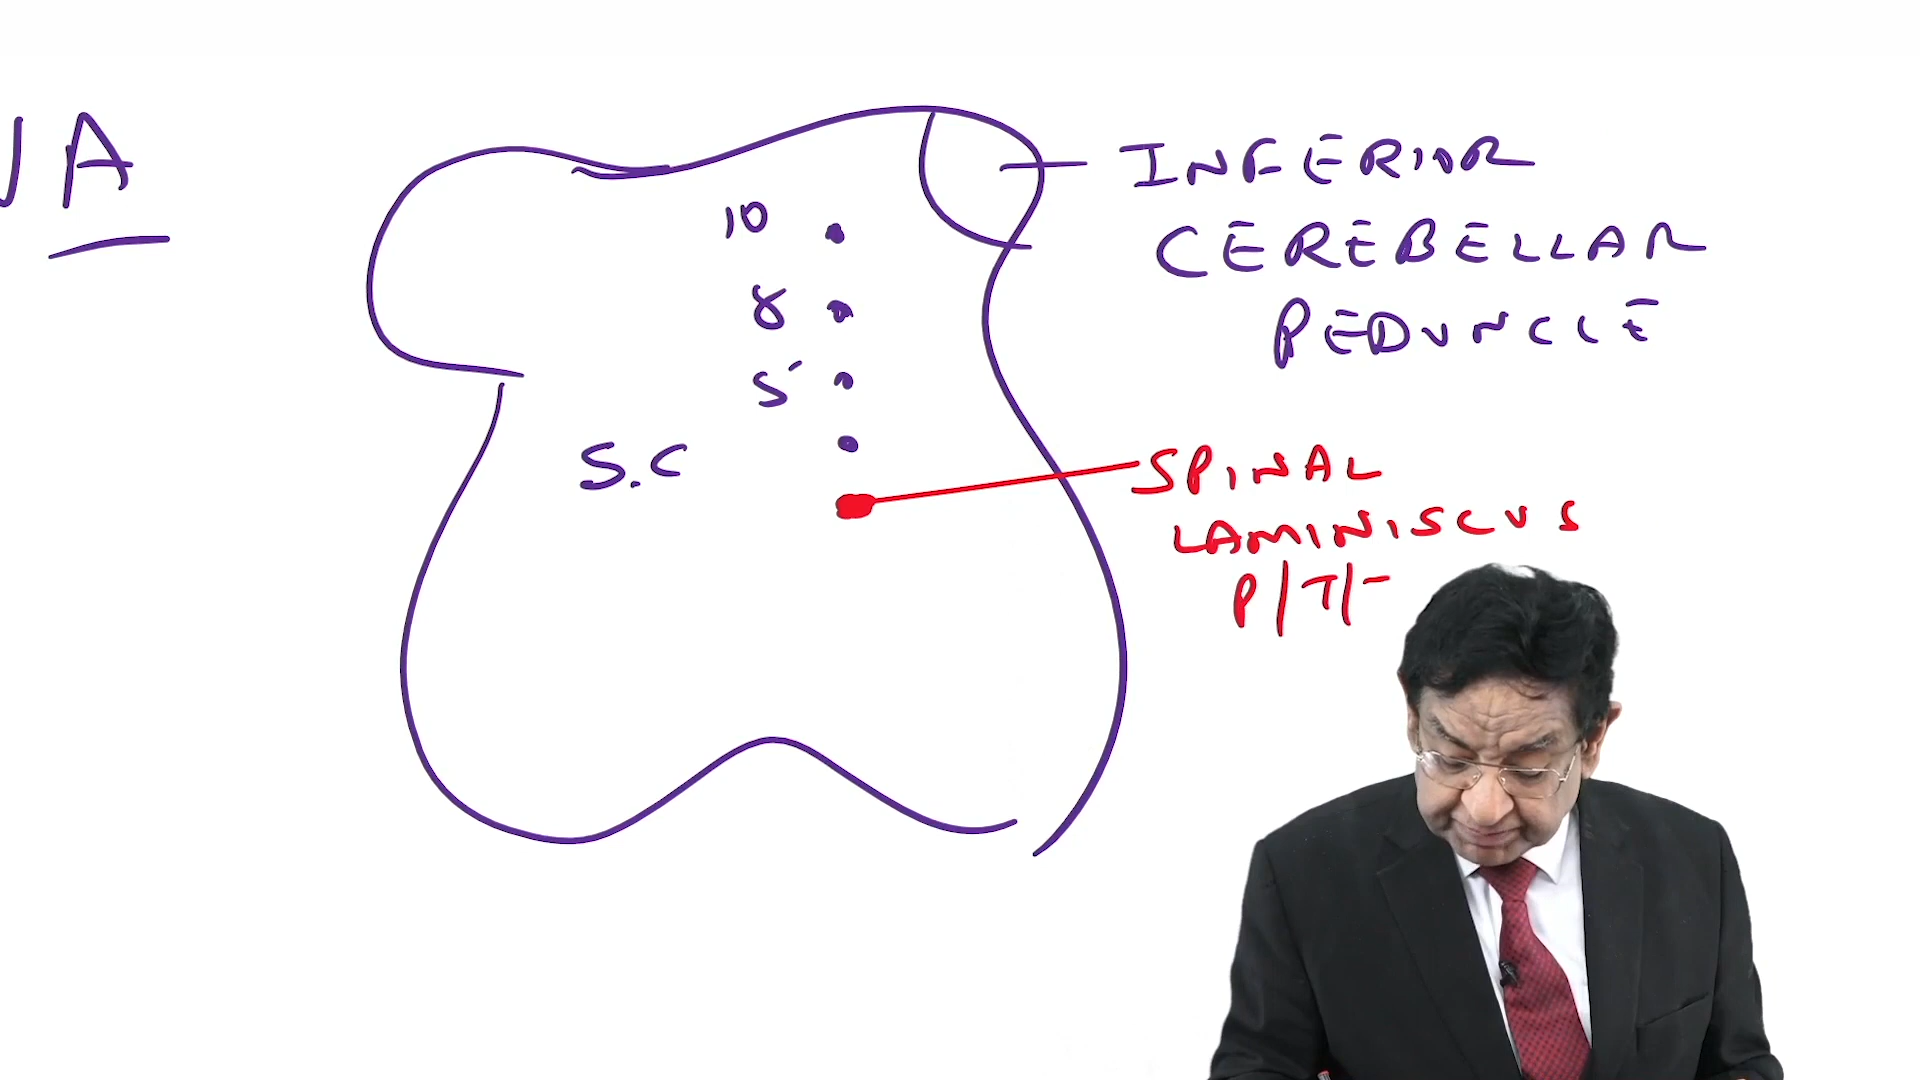 A
INFERIOR
CEREBELLAR
PEDUNCLE
10
8
5
S.C
SPINAL
LAMINISCUS
P/T/